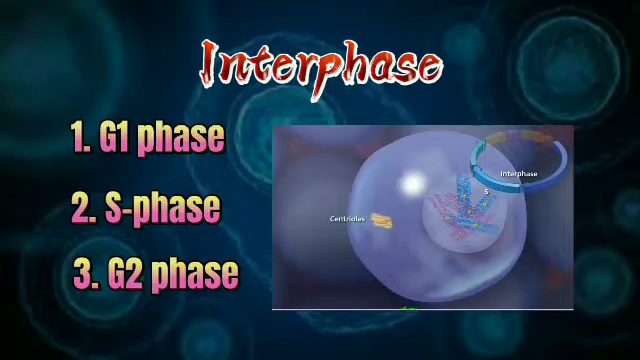 Interphase
1. G1 phase
2. S-phase
3. G2 phase
Interphase
S
Centrioles